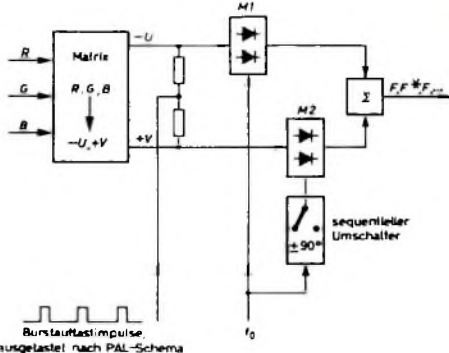 M1
−U
R
Matrix
G
R, G, B
B
−U, +V
+V
M2
Σ
±90°
sequentieller
Umschalter
Burstauftastimpulse,
ausgetastet nach PAL-Schema
f₀